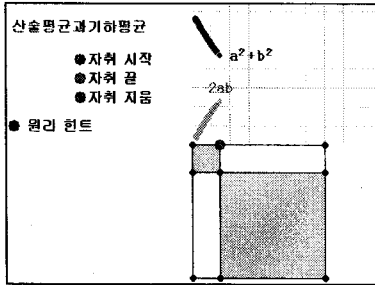 산술평균과기하평균
●자취 시작
●자취 끝
●자취 지움
● 원리 힌트
a²+b²
2ab